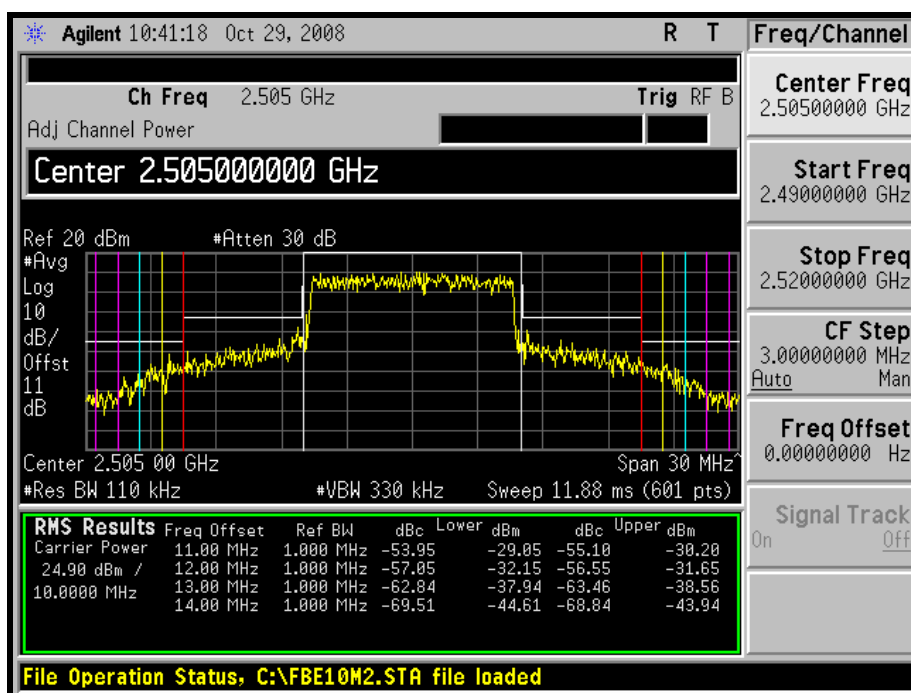 Agilent 10:41:18 Oct 29, 2008 R T
Freq/Channel
Ch Freq 2.505 GHz Trig RF B
Adj Channel Power
Center 2.505000000 GHz
Ref 20 dBm #Atten 30 dB
#Avg
Log
10
dB/
Offst
11
dB
Center 2.505 00 GHz Span 30 MHz^
#Res BW 110 kHz #VBW 330 kHz Sweep 11.88 ms (601 pts)
RMS Results Freq Offset Ref BW dBc Lower dBm dBc Upper dBm
Carrier Power 11.00 MHz 1.000 MHz -53.95 -29.05 -55.10 -30.20
24.90 dBm / 12.00 MHz 1.000 MHz -57.05 -32.15 -56.55 -31.65
10.0000 MHz 13.00 MHz 1.000 MHz -62.84 -37.94 -63.46 -38.56
14.00 MHz 1.000 MHz -69.51 -44.61 -68.84 -43.94
File Operation Status, C:\FBE10M2.STA file loaded
Center Freq
2.50500000 GHz
Start Freq
2.49000000 GHz
Stop Freq
2.52000000 GHz
CF Step
3.00000000 MHz
Auto Man
Freq Offset
0.00000000 Hz
Signal Track
On Off